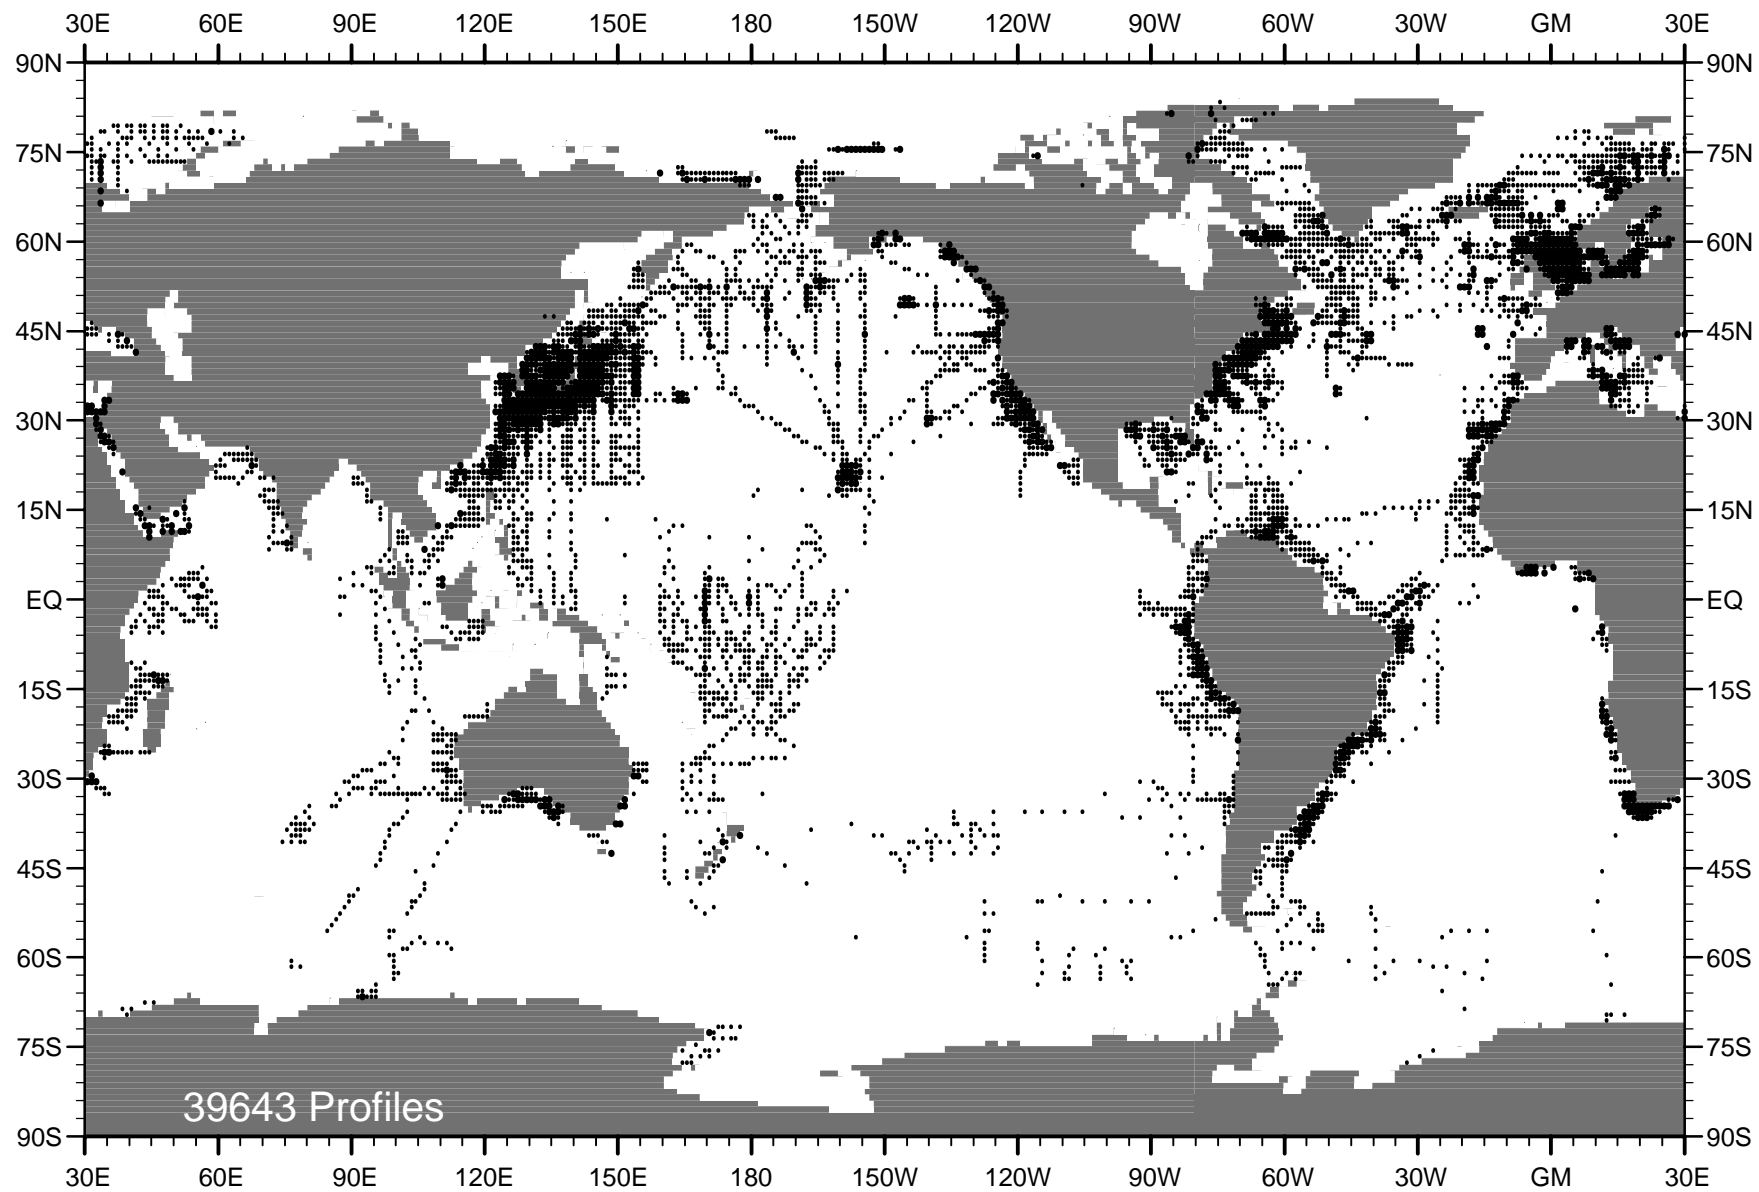 30E 60E 90E 120E 150E 180 150W 120W 90W 60W 30W GM 30E
90N 90N
75N 75N
60N 60N
45N 45N
30N 30N
15N 15N
EQ EQ
15S 15S
30S 30S
45S 45S
60S 60S
75S 75S
39643 Profiles
90S 90S
30E 60E 90E 120E 150E 180 150W 120W 90W 60W 30W GM 30E